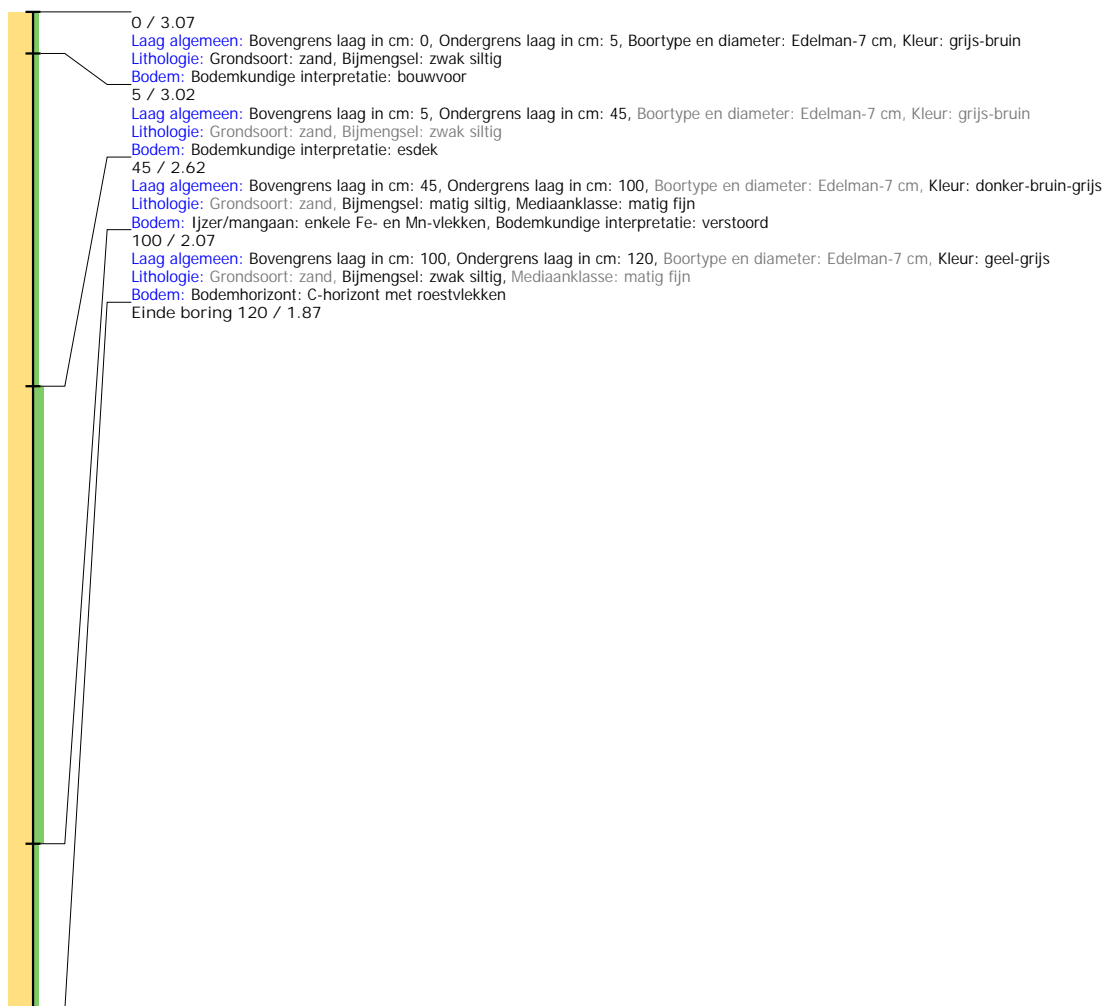 0 / 3.07
Laag algemeen: Bovengrens laag in cm: 0, Ondergrens laag in cm: 5, Boortype en diameter: Edelman-7 cm, Kleur: grijs-bruin
Lithologie: Grondsoort: zand, Bijmengsel: zwak siltig
Bodem: Bodemkundige interpretatie: bouwvoor
5 / 3.02
Laag algemeen: Bovengrens laag in cm: 5, Ondergrens laag in cm: 45, Boortype en diameter: Edelman-7 cm, Kleur: grijs-bruin
Lithologie: Grondsoort: zand, Bijmengsel: zwak siltig
Bodem: Bodemkundige interpretatie: esdek
45 / 2.62
Laag algemeen: Bovengrens laag in cm: 45, Ondergrens laag in cm: 100, Boortype en diameter: Edelman-7 cm, Kleur: donker-bruin-grijs
Lithologie: Grondsoort: zand, Bijmengsel: matig siltig, Mediaanklasse: matig fijn
Bodem: Ijzer/mangaan: enkele Fe- en Mn-vlekken, Bodemkundige interpretatie: verstoord
100 / 2.07
Laag algemeen: Bovengrens laag in cm: 100, Ondergrens laag in cm: 120, Boortype en diameter: Edelman-7 cm, Kleur: geel-grijs
Lithologie: Grondsoort: zand, Bijmengsel: zwak siltig, Mediaanklasse: matig fijn
Bodem: Bodemhorizont: C-horizont met roestvlekken
Einde boring 120 / 1.87